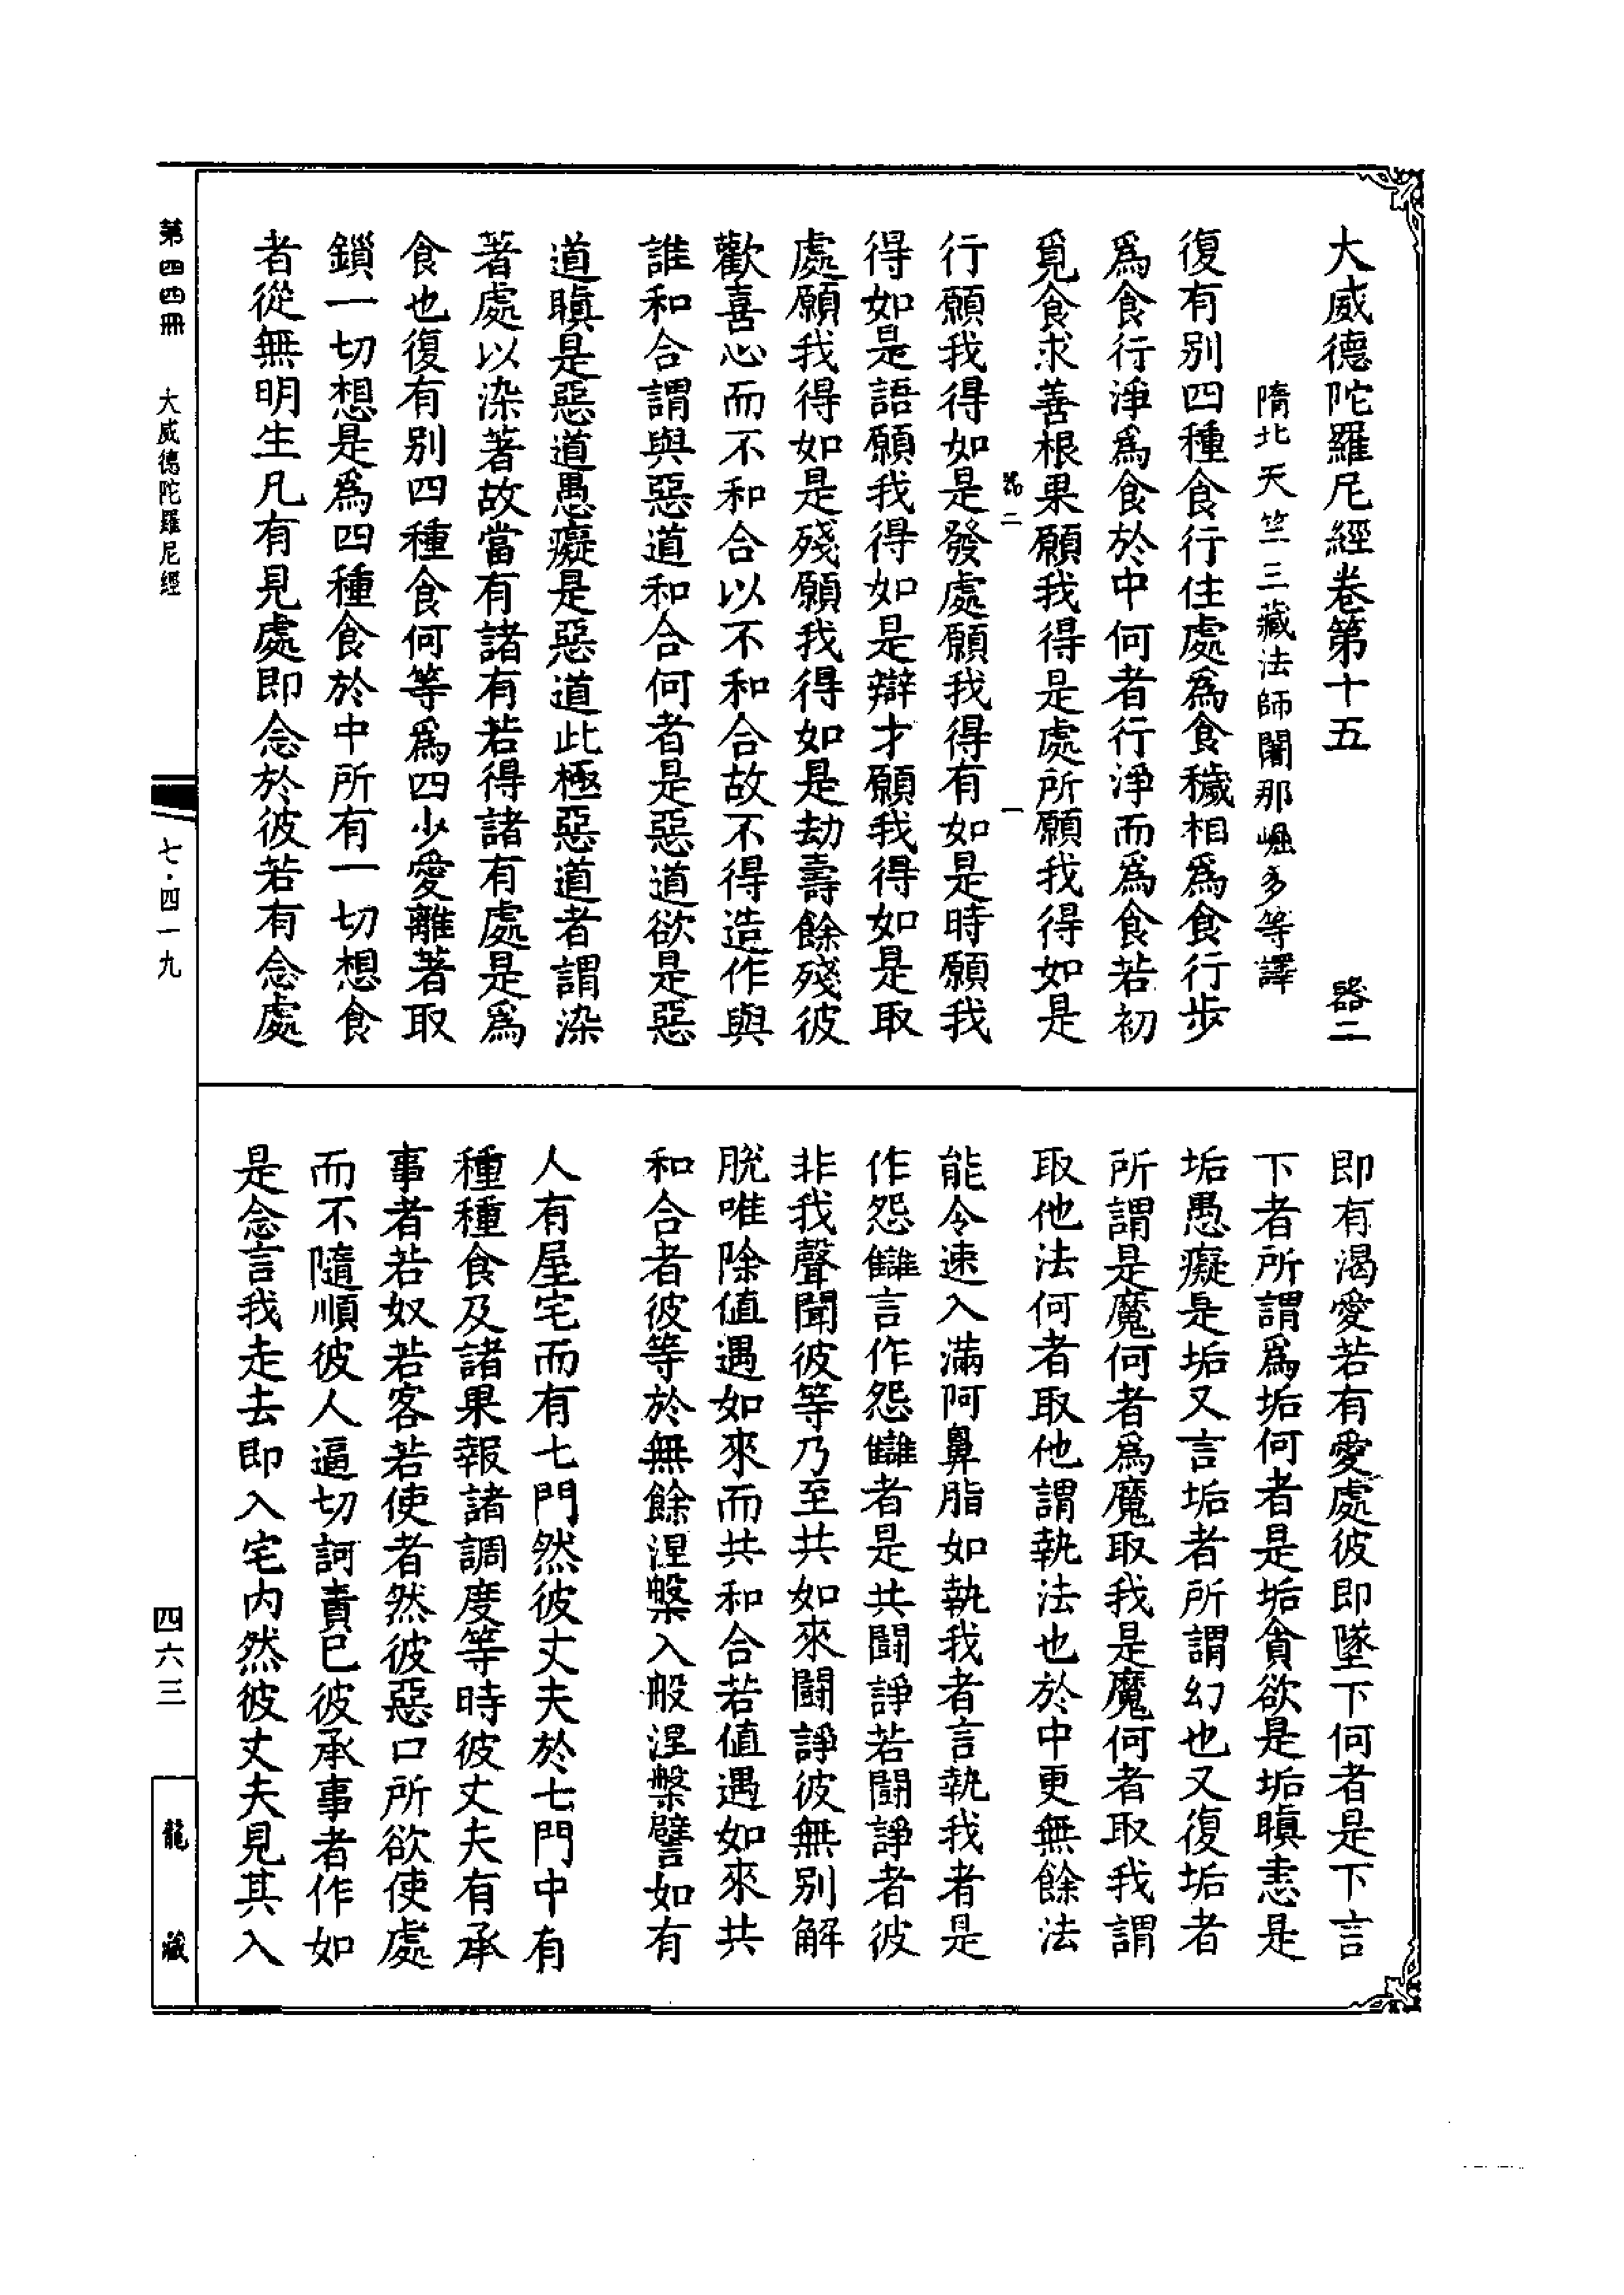 大威德陀羅尼經卷第十五　器二
隋北天竺三藏法師闍那崛多等譯
復有別四種食行住處爲食穢相爲食行步
爲食行淨爲食於中何者行淨而爲食若初
覓食求善根果願我得是處所願我得如是
器二　一
行願我得如是發處願我得有如是時願我
得如是語願我得如是辯才願我得如是取
處願我得如是殘願我得如是劫壽餘殘彼
歡喜心而不和合以不和合故不得造作與
誰和合謂與惡道和合何者是惡道欲是惡
道瞋是惡道愚癡是惡道此極惡道者謂染
著處以染著故當有諸有若得諸有處是爲
食也復有別四種食何等爲四少愛離著取
鎖一切想是爲四種食於中所有一切想食
者從無明生凡有見處即念於彼若有念處
即有渴愛若有愛處彼即墜下何者是下言
下者所謂爲垢何者是垢貪欲是垢瞋恚是
垢愚癡是垢又言垢者所謂幻也又復垢者
所謂是魔何者爲魔取我是魔何者取我謂
取他法何者取他謂執法也於中更無餘法
能令速入滿阿鼻脂如執我者言執我者是
作怨讎言作怨讎者是共鬪諍若鬪諍者彼
非我聲聞彼等乃至共如來鬪諍彼無別解
脫唯除値遇如來而共和合若値遇如來共
和合者彼等於無餘涅槃入般涅槃譬如有
人有屋宅而有七門然彼丈夫於七門中有
種種食及諸果報諸調度等時彼丈夫有承
事者若奴若客若使者然彼惡口所欲使處
而不隨順彼人逼切訶責已彼承事者作如
是念言我走去即入宅内然彼丈夫見其入
第四四冊　大威德陀羅尼經　七·四一九　四六三　龍藏